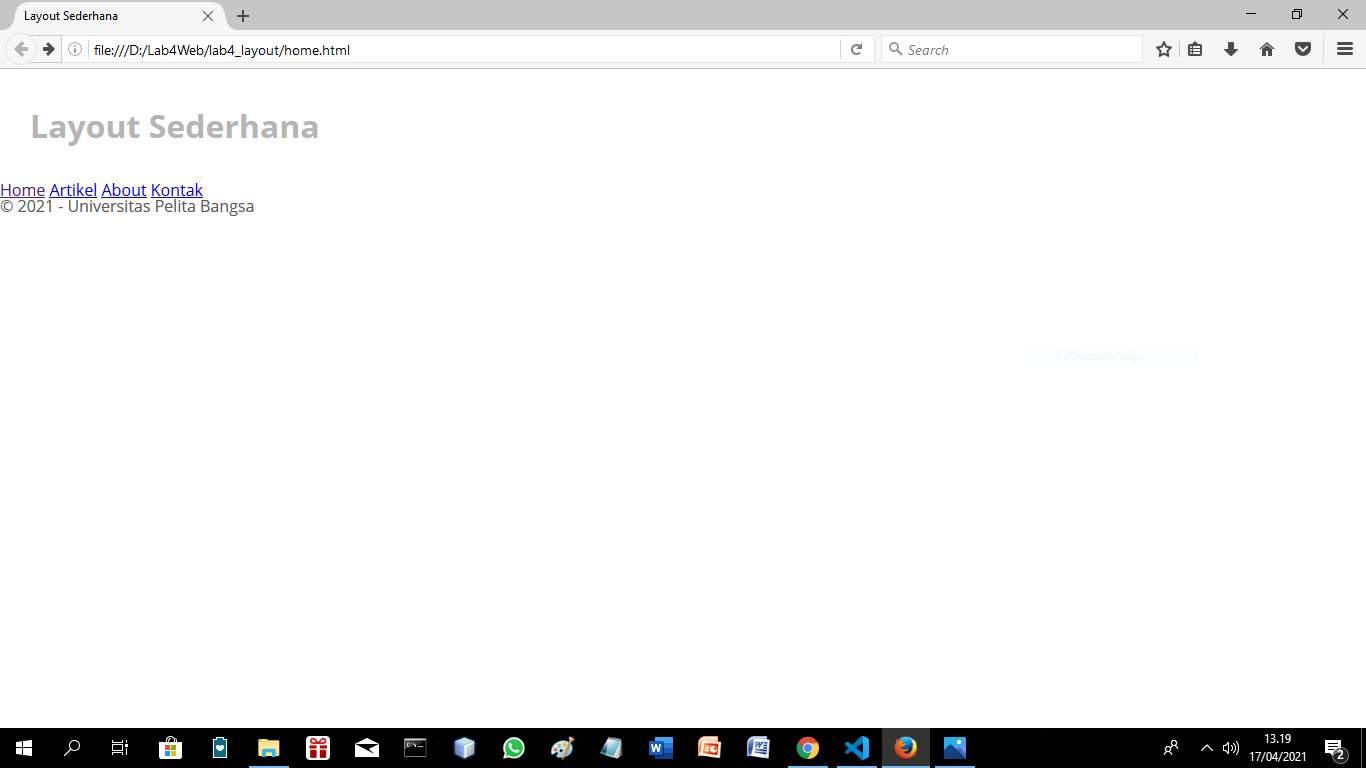 Layout Sederhana
file:///D:/Lab4Web/lab4_layout/home.html
Search
Layout Sederhana
Home Artikel About Kontak
© 2021 - Universitas Pelita Bangsa
Full-screen Snip
13.19
17/04/2021
2